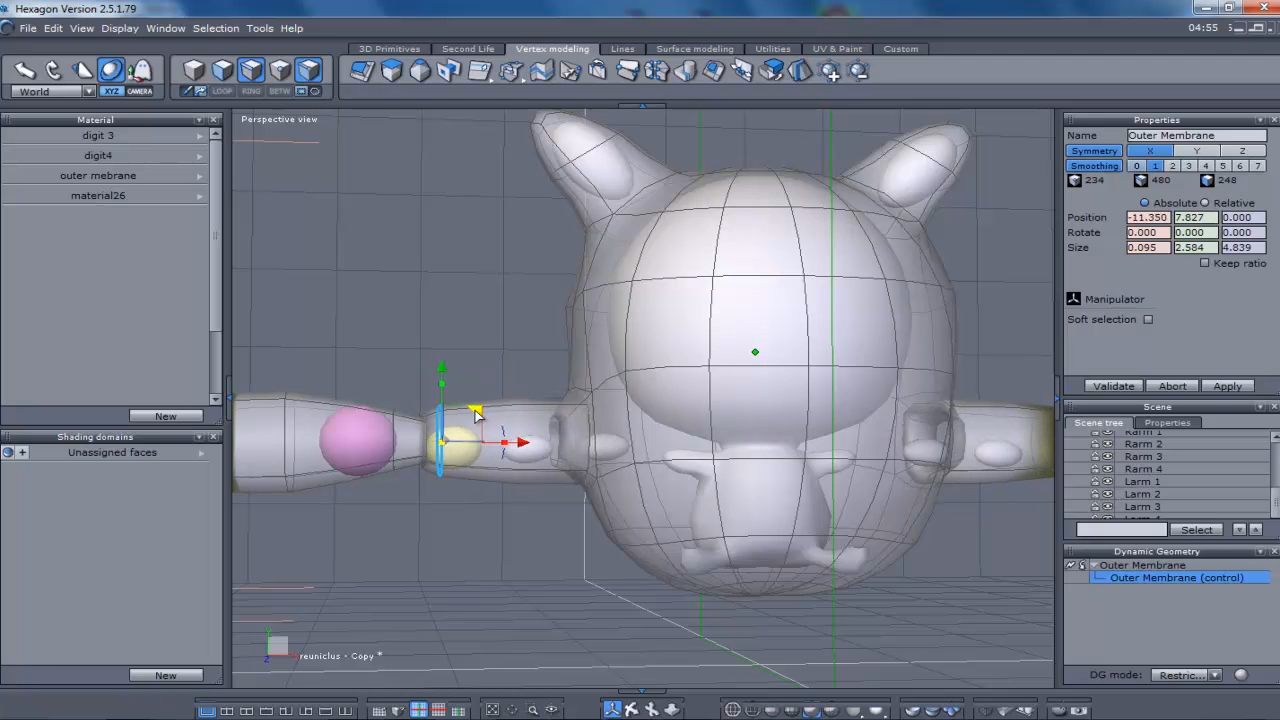 Hexagon Version 2.5.1.79
File Edit View Display Window Selection Tools Help
04:55
3D Primitives Second Life Vertex modeling Lines Surface modeling Utilities UV & Paint Custom
World XYZ CAMERA LOOP RING BETW
Material
digit 3
digit4
outer mebrane
material26
New
Shading domains
Unassigned faces
New
Perspective view
reuniclus - Copy *
Properties
Name Outer Membrane
Symmetry X Y Z
Smoothing 0 1 2 3 4 5 6 7
234 480 248
Absolute Relative
Position -11.350 7.827 0.000
Rotate 0.000 0.000 0.000
Size 0.095 2.584 4.839
Keep ratio
Manipulator
Soft selection
Validate Abort Apply
Scene
Scene tree Properties
Rarm 1
Rarm 2
Rarm 3
Rarm 4
Larm 1
Larm 2
Larm 3
Select
Dynamic Geometry
Outer Membrane
Outer Membrane (control)
DG mode: Restric...